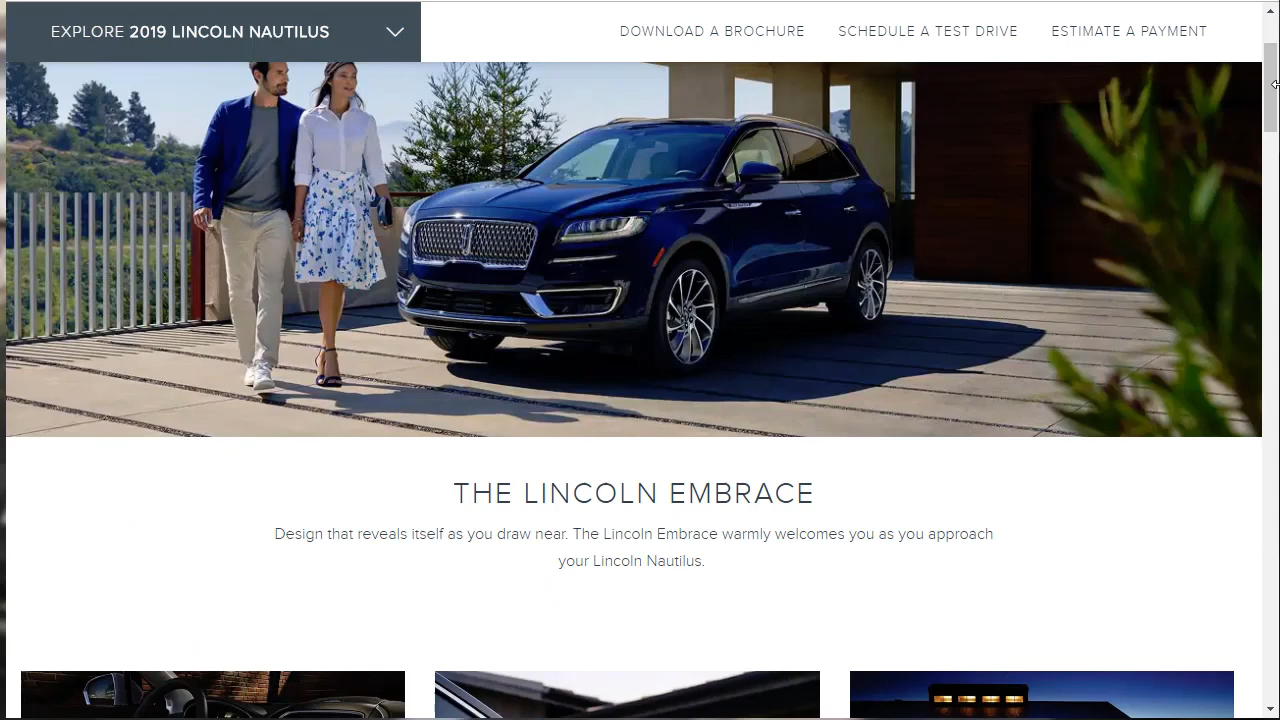 EXPLORE 2019 LINCOLN NAUTILUS
DOWNLOAD A BROCHURE
SCHEDULE A TEST DRIVE
ESTIMATE A PAYMENT
THE LINCOLN EMBRACE
Design that reveals itself as you draw near. The Lincoln Embrace warmly welcomes you as you approach
your Lincoln Nautilus.